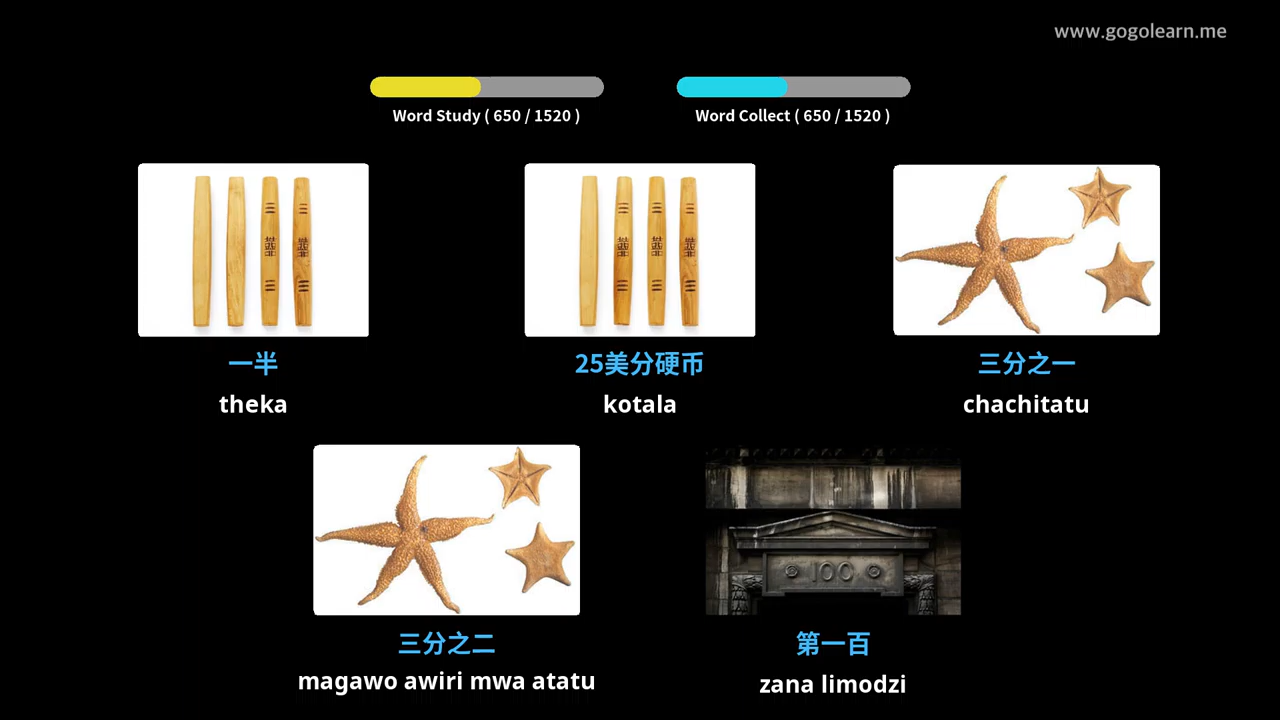 www.gogolearn.me
Word Study ( 650 / 1520 )
Word Collect ( 650 / 1520 )
一半
25美分硬币
三分之一
theka
kotala
chachitatu
100
三分之二
第一百
magawo awiri mwa atatu
zana limodzi